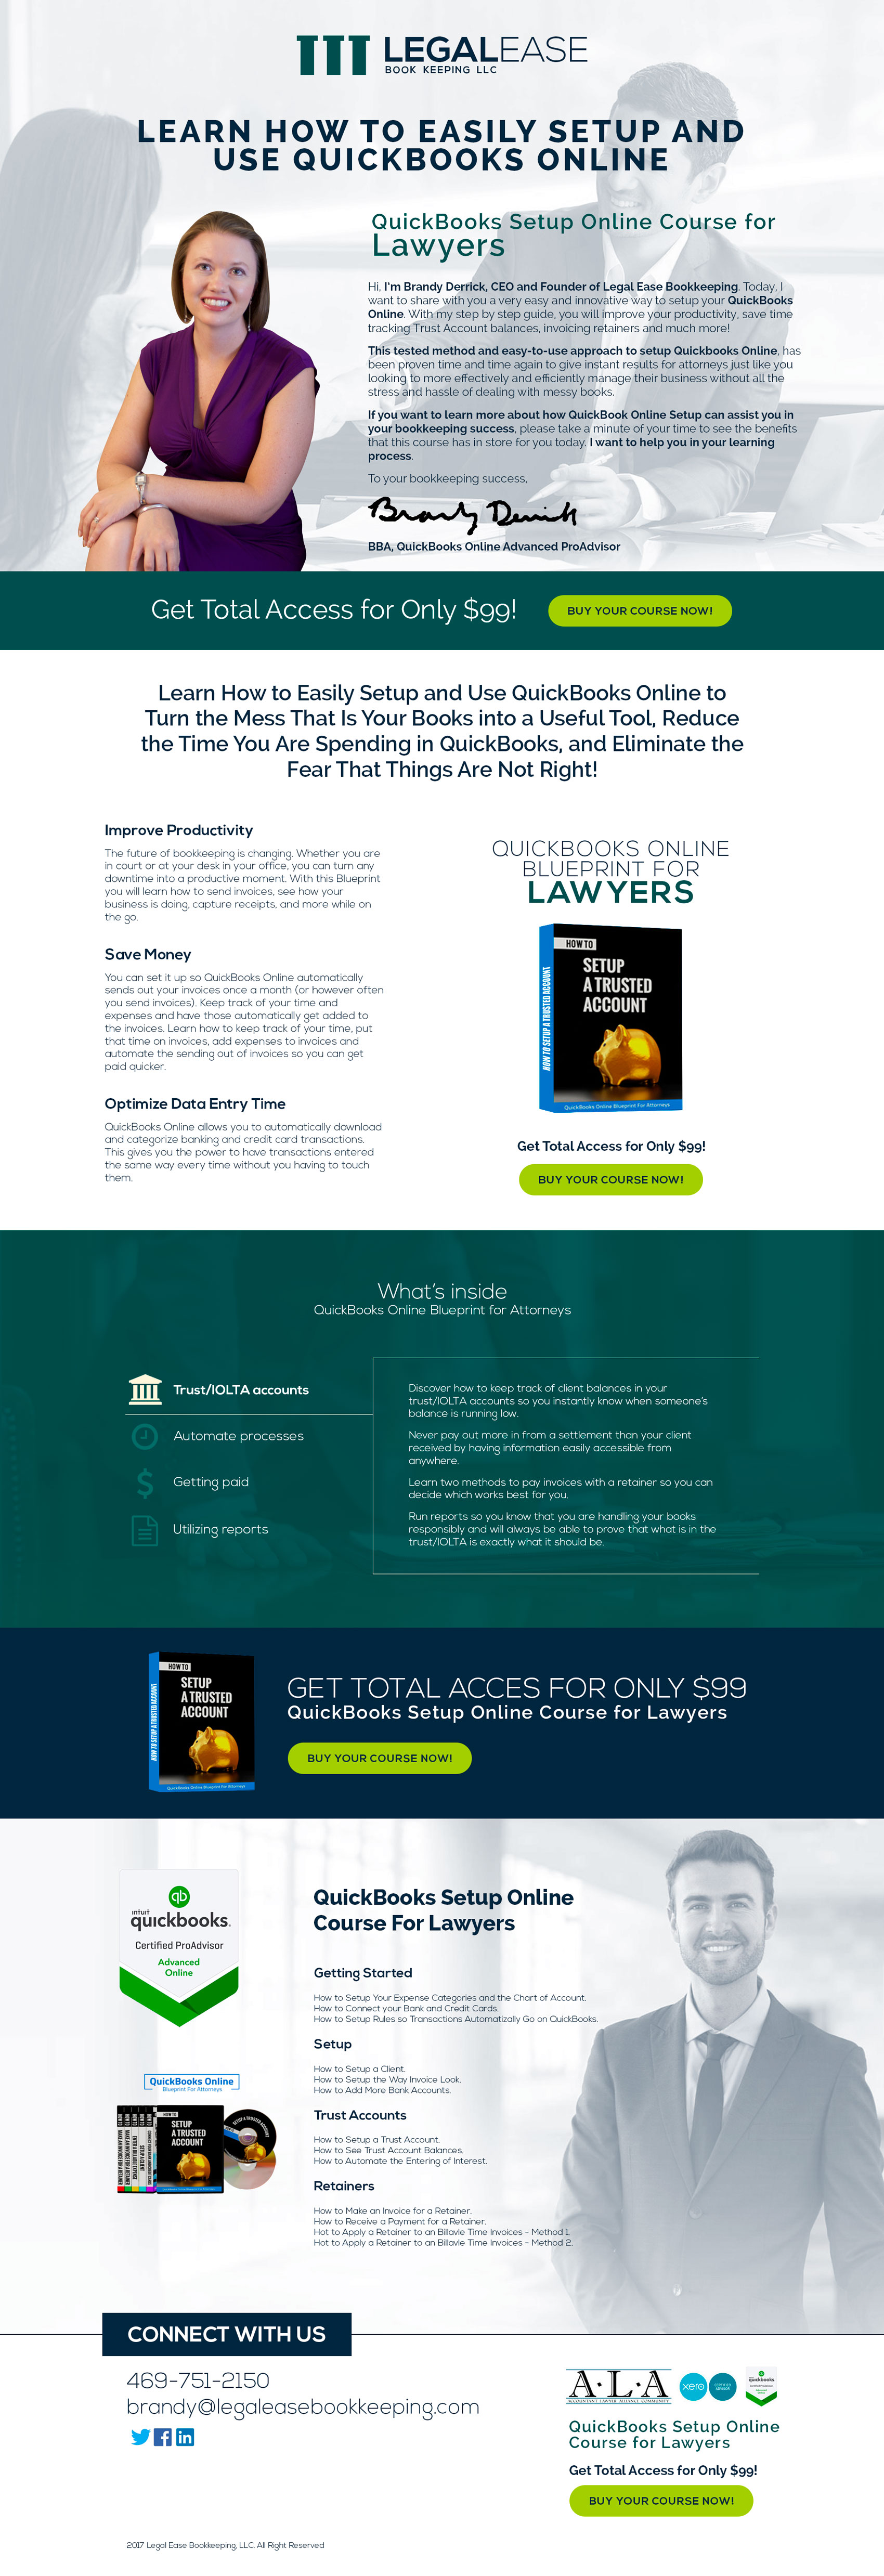 LEGALEASE
BOOK KEEPING LLC
LEARN HOW TO EASILY SETUP AND
USE QUICKBOOKS ONLINE
QuickBooks Setup Online Course for
Lawyers
Hi, I'm Brandy Derrick, CEO and Founder of Legal Ease Bookkeeping. Today, I
want to share with you a very easy and innovative way to setup your QuickBooks
Online. With my step by step guide, you will improve your productivity, save time
tracking Trust Account balances, invoicing retainers and much more!
This tested method and easy-to-use approach to setup Quickbooks Online, has
been proven time and time again to give instant results for attorneys just like you
looking to more effectively and efficiently manage their business without all the
stress and hassle of dealing with messy books.
If you want to learn more about how QuickBook Online Setup can assist you in
your bookkeeping success, please take a minute of your time to see the benefits
that this course has in store for you today. I want to help you in your learning
process.
To your bookkeeping success,
Brandy Derrick
BBA, QuickBooks Online Advanced ProAdvisor
Get Total Access for Only $99!
BUY YOUR COURSE NOW!
Learn How to Easily Setup and Use QuickBooks Online to
Turn the Mess That Is Your Books into a Useful Tool, Reduce
the Time You Are Spending in QuickBooks, and Eliminate the
Fear That Things Are Not Right!
Improve Productivity
The future of bookkeeping is changing. Whether you are
in court or at your desk in your office, you can turn any
downtime into a productive moment. With this Blueprint
you will learn how to send invoices, see how your
business is doing, capture receipts, and more while on
the go.
Save Money
You can set it up so QuickBooks Online automatically
sends out your invoices once a month (or however often
you send invoices). Keep track of your time and
expenses and have those automatically get added to
the invoices. Learn how to keep track of your time, put
that time on invoices, add expenses to invoices and
automate the sending out of invoices so you can get
paid quicker.
Optimize Data Entry Time
QuickBooks Online allows you to automatically download
and categorize banking and credit card transactions.
This gives you the power to have transactions entered
the same way every time without you having to touch
them.
QUICKBOOKS ONLINE
BLUEPRINT FOR
LAWYERS
HOW TO
SETUP
A TRUSTED
ACCOUNT
HOW TO SETUP A TRUSTED ACCOUNT
QuickBooks Online Blueprint For Attorneys
Get Total Access for Only $99!
BUY YOUR COURSE NOW!
What's inside
QuickBooks Online Blueprint for Attorneys
Trust/IOLTA accounts
Automate processes
Getting paid
Utilizing reports
Discover how to keep track of client balances in your
trust/IOLTA accounts so you instantly know when someone's
balance is running low.
Never pay out more in from a settlement than your client
received by having information easily accessible from
anywhere.
Learn two methods to pay invoices with a retainer so you can
decide which works best for you.
Run reports so you know that you are handling your books
responsibly and will always be able to prove that what is in the
trust/IOLTA is exactly what it should be.
HOW TO
SETUP
A TRUSTED
ACCOUNT
HOW TO SETUP A TRUSTED ACCOUNT
QuickBooks Online Blueprint For Attorneys
GET TOTAL ACCES FOR ONLY $99
QuickBooks Setup Online Course for Lawyers
BUY YOUR COURSE NOW!
qb
intuit
quickbooks.
Certified ProAdvisor
Advanced
Online
QuickBooks Online
Blueprint For Attorneys
HOW TO
SETUP
A TRUSTED
ACCOUNT
QuickBooks Setup Online
Course For Lawyers
Getting Started
How to Setup Your Expense Categories and the Chart of Account.
How to Connect your Bank and Credit Cards.
How to Setup Rules so Transactions Automatizally Go on QuickBooks.
Setup
How to Setup a Client.
How to Setup the Way Invoice Look.
How to Add More Bank Accounts.
Trust Accounts
How to Setup a Trust Account.
How to See Trust Account Balances.
How to Automate the Entering of Interest.
Retainers
How to Make an Invoice for a Retainer.
How to Receive a Payment for a Retainer.
Hot to Apply a Retainer to an Billavle Time Invoices - Method 1.
Hot to Apply a Retainer to an Billavle Time Invoices - Method 2.
CONNECT WITH US
469-751-2150
brandy@legaleasebookkeeping.com
A·L·A
ACCOUNTANT LAWYER ALLIANCE COMMUNITY
xero
quickbooks
QuickBooks Setup Online
Course for Lawyers
Get Total Access for Only $99!
BUY YOUR COURSE NOW!
2017 Legal Ease Bookkeeping, LLC. All Right Reserved